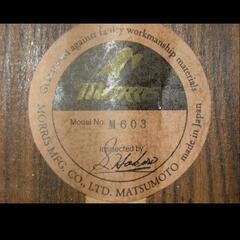 Guaranteed against faulty workmanship materials
Morris
Model No. M603
Inspected by
made in Japan
MORRIS MFG. CO., LTD. MATSUMOTO